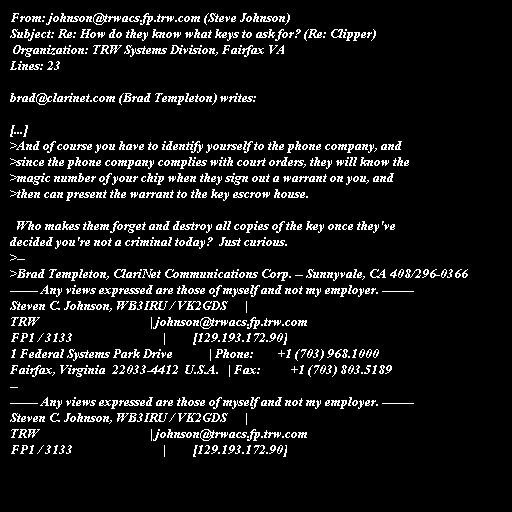 From: johnson@trwacs.fp.trw.com (Steve Johnson)
Subject: Re: How do they know what keys to ask for? (Re: Clipper)
Organization: TRW Systems Division, Fairfax VA
Lines: 23

brad@clarinet.com (Brad Templeton) writes:

[...]
>And of course you have to identify yourself to the phone company, and
>since the phone company complies with court orders, they will know the
>magic number of your chip when they sign out a warrant on you, and
>then can present the warrant to the key escrow house.

Who makes them forget and destroy all copies of the key once they've
decided you're not a criminal today?  Just curious.
>--
>Brad Templeton, ClariNet Communications Corp. -- Sunnyvale, CA 408/296-0366
-------- Any views expressed are those of myself and not my employer. ---------
Steven C. Johnson, WB3IRU / VK2GDS     |
TRW                                | johnson@trwacs.fp.trw.com
FP1 / 3133                         |        [129.193.172.90]
1 Federal Systems Park Drive           | Phone:       +1 (703) 968.1000
Fairfax, Virginia  22033-4412  U.S.A.   | Fax:         +1 (703) 803.5189
--
-------- Any views expressed are those of myself and not my employer. ---------
Steven C. Johnson, WB3IRU / VK2GDS     |
TRW                                | johnson@trwacs.fp.trw.com
FP1 / 3133                         |        [129.193.172.90]